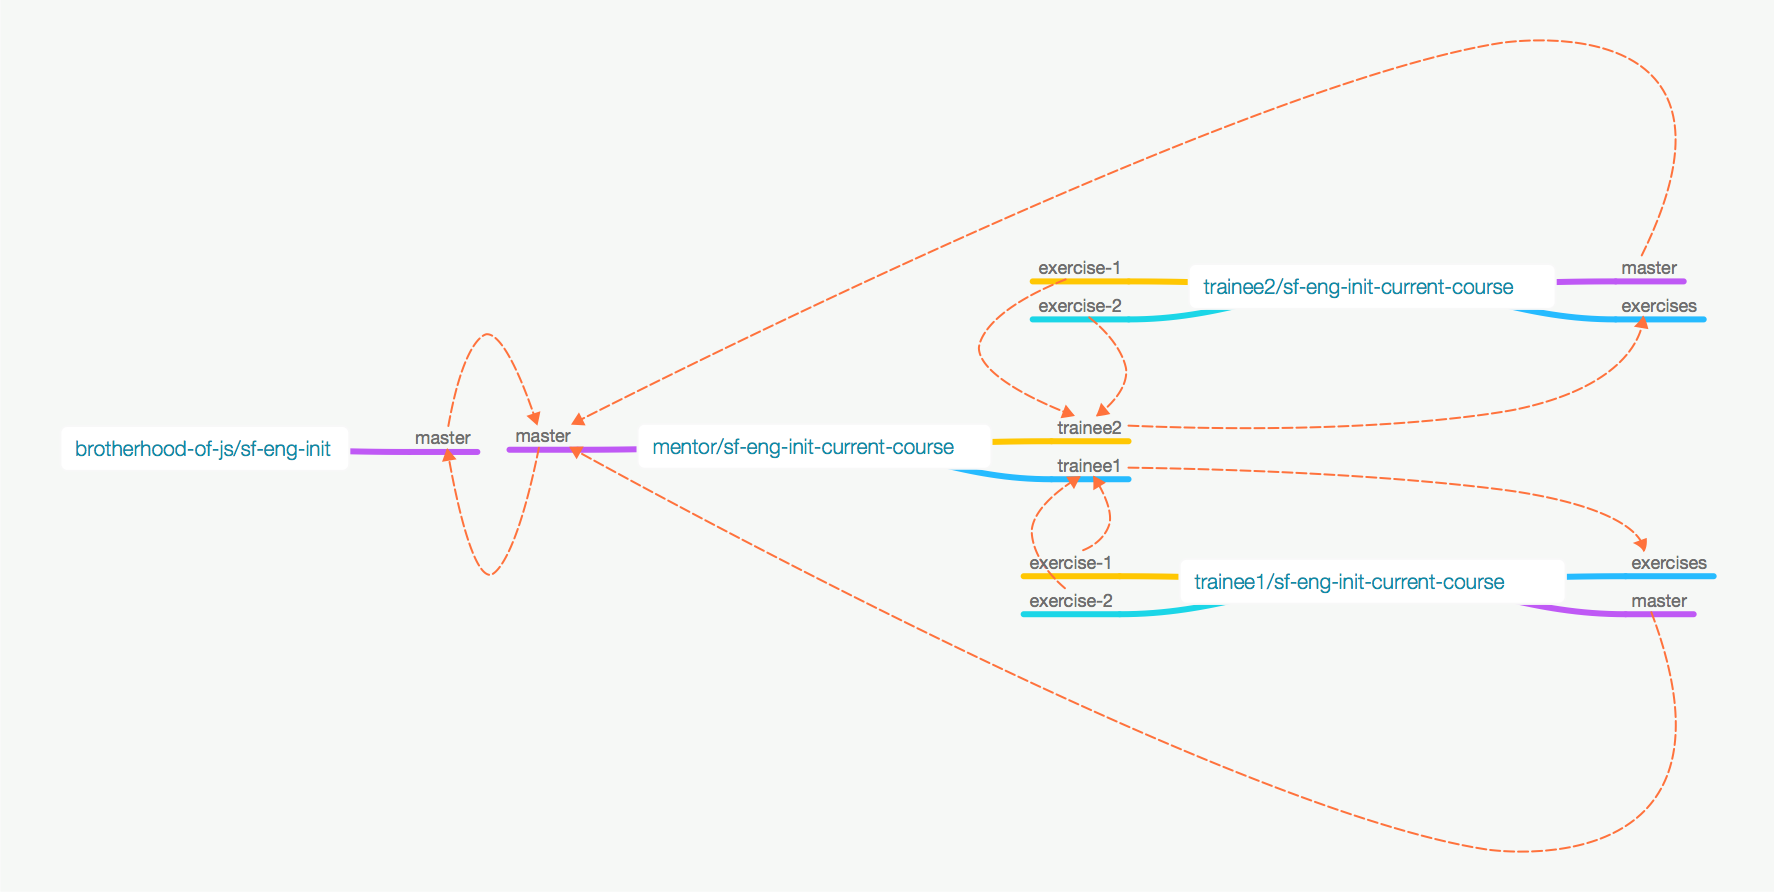 exercise-1
master
trainee2/sf-eng-init-current-course
exercise-2
exercises
trainee2
master
master
brotherhood-of-js/sf-eng-init
mentor/sf-eng-init-current-course
trainee1
exercise-1
exercises
trainee1/sf-eng-init-current-course
exercise-2
master